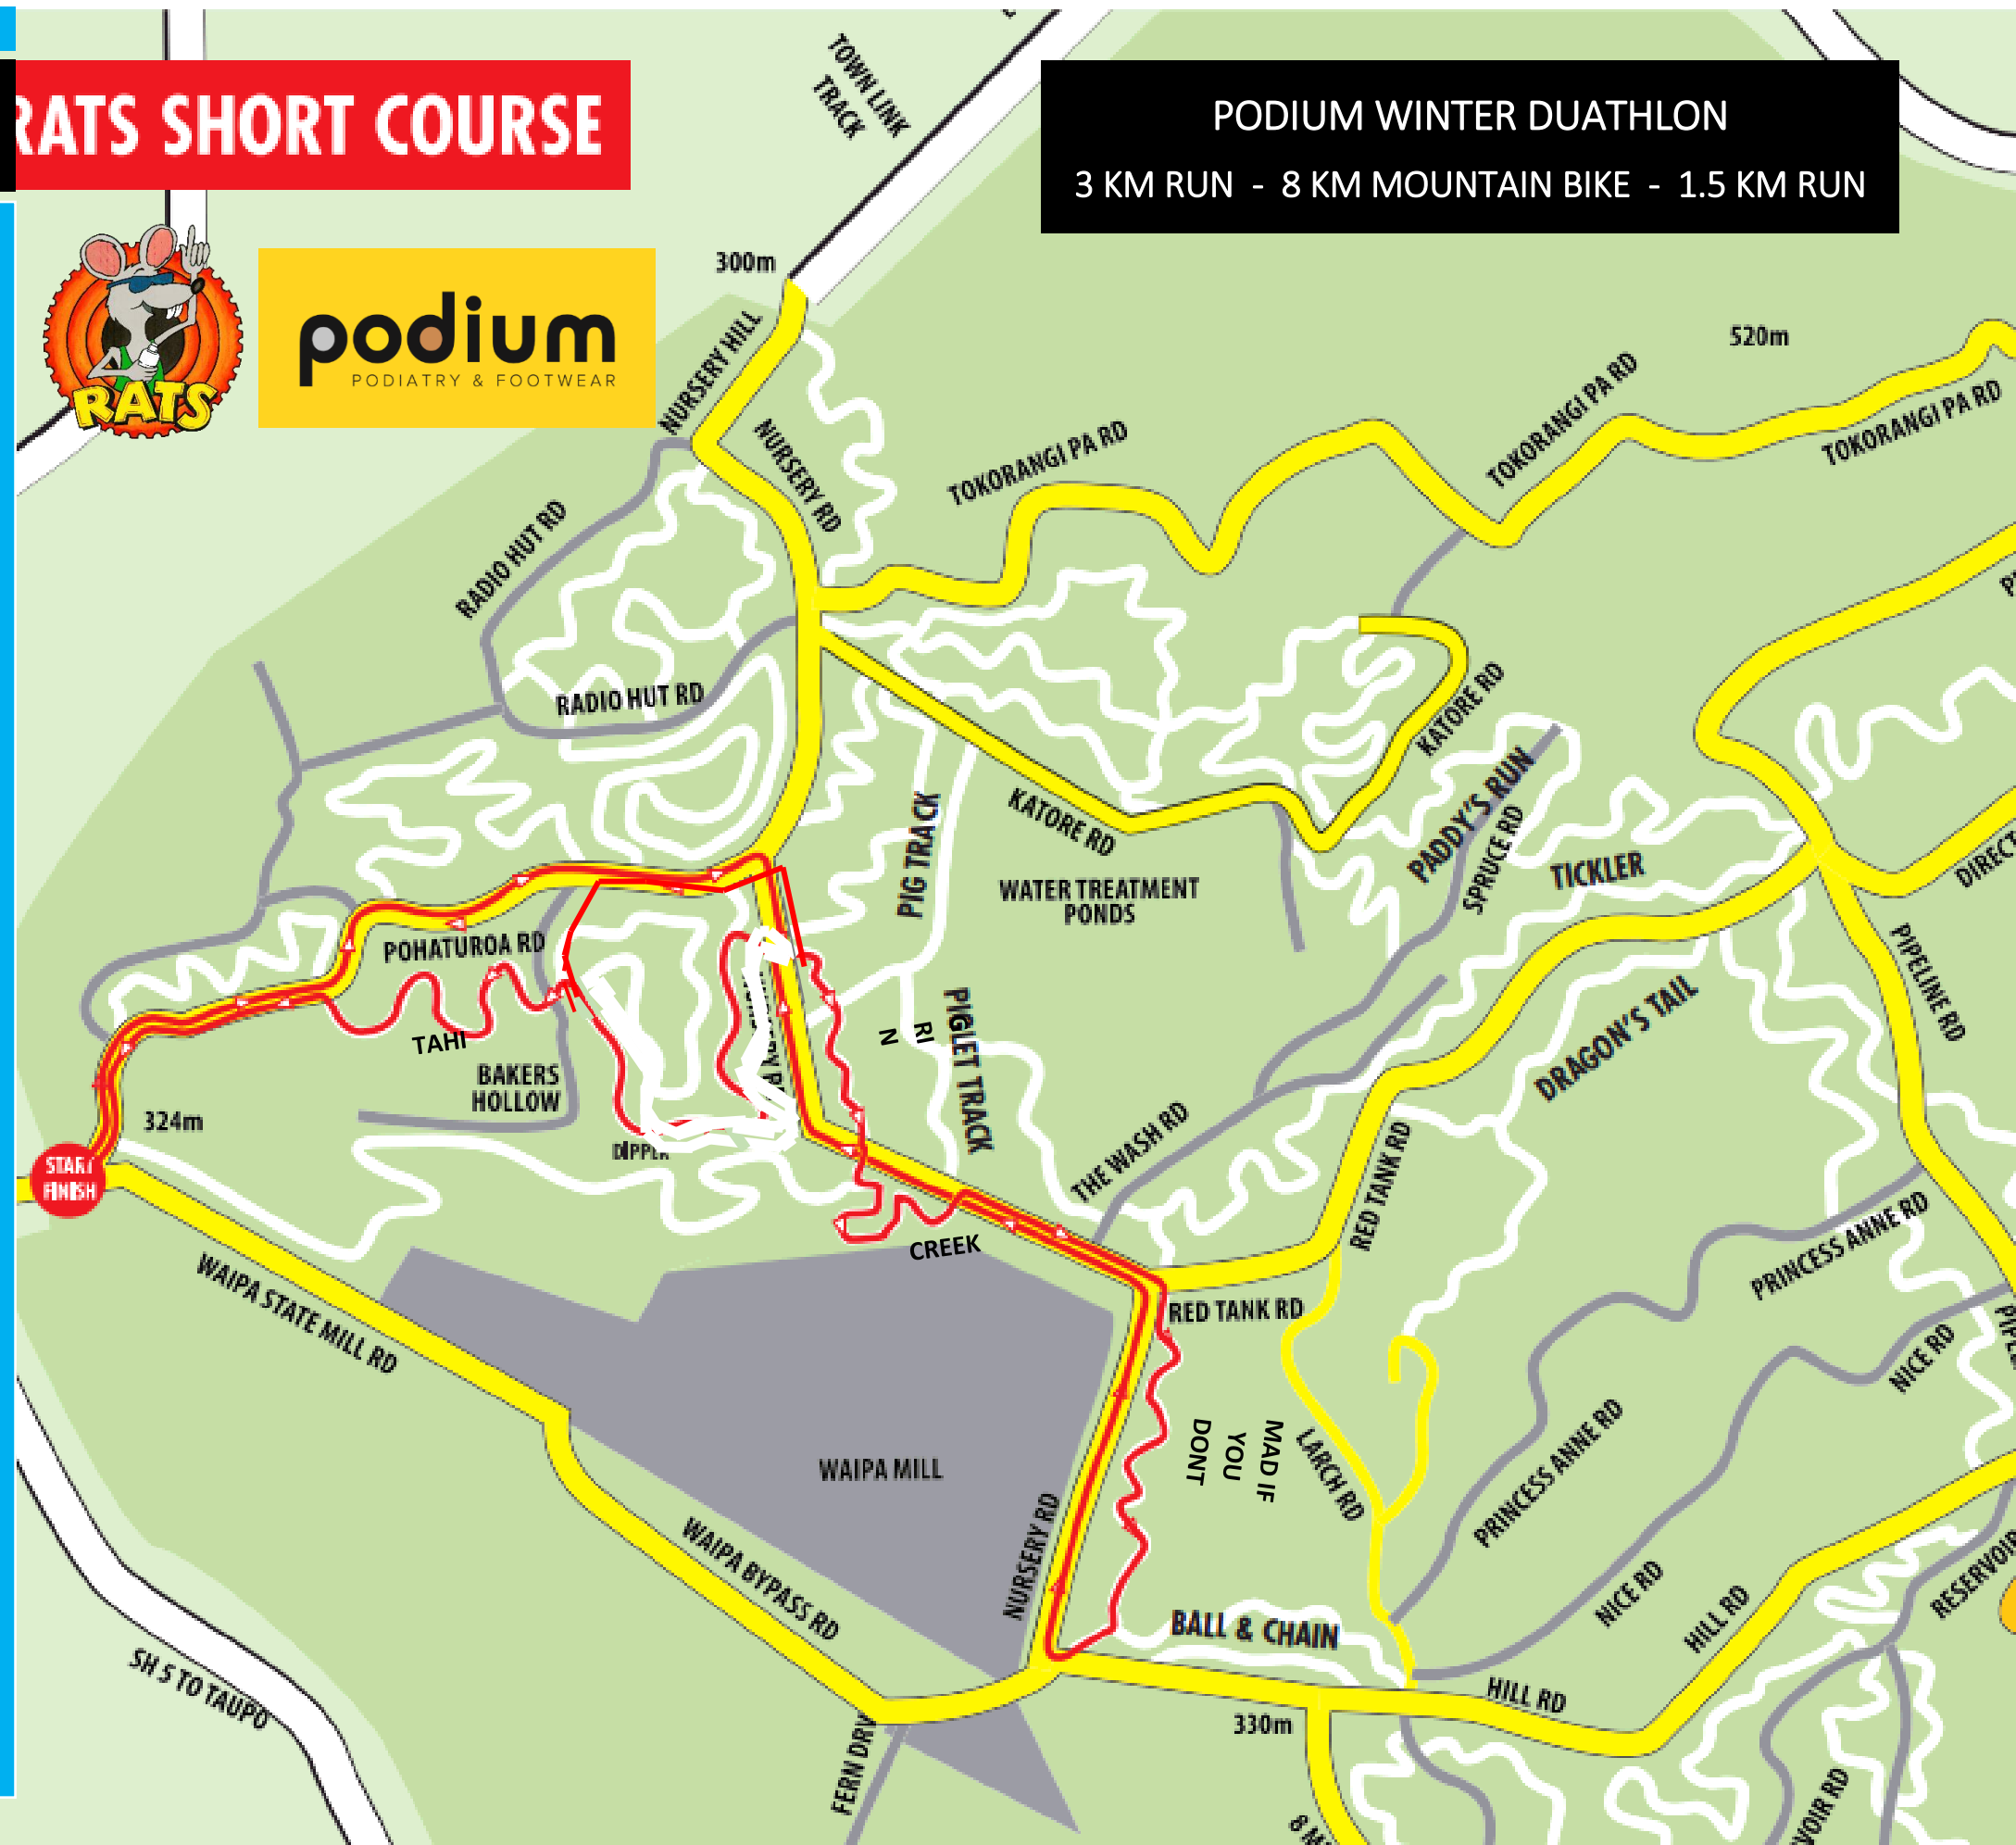 RATS SHORT COURSE
PODIUM WINTER DUATHLON
3 KM RUN - 8 KM MOUNTAIN BIKE - 1.5 KM RUN
TOWN LINK
TRACK
RATS
podium
PODIATRY & FOOTWEAR
300m
NURSERY HILL
NURSERY RD
520m
TOKORANGI PA RD
TOKORANGI PA RD
TOKORANGI PA RD
RADIO HUT RD
RADIO HUT RD
KATORE RD
KATORE RD
PADDY'S RUN
SPRUCE RD
TICKLER
PIG TRACK
WATER TREATMENT
PONDS
DIRECT
PIPELINE RD
POHATUROA RD
TAHI
BAKERS
HOLLOW
RI
N
PIGLET TRACK
DRAGON'S TAIL
324m
START
FINISH
THE WASH RD
RED TANK RD
PRINCESS ANNE RD
CREEK
WAIPA STATE MILL RD
RED TANK RD
NICE RD
MAD IF
YOU
DONT
LARCH RD
PRINCESS ANNE RD
WAIPA MILL
NURSERY RD
WAIPA BYPASS RD
NICE RD
HILL RD
RESERVOIR
BALL & CHAIN
HILL RD
330m
SH 5 TO TAUPO
FERN DRV
VOIR RD